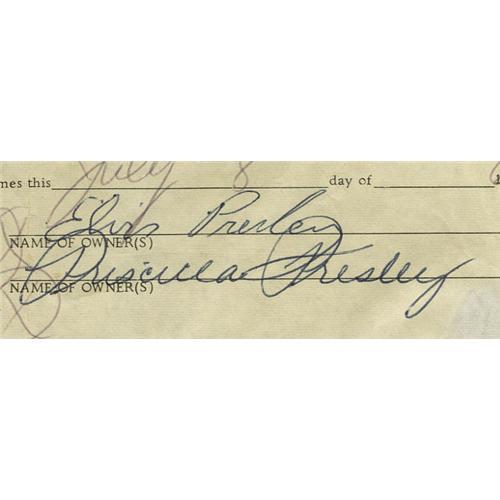 mes this July 8 day of
Elvis Presley
NAME OF OWNER(S)
Priscilla Presley
NAME OF OWNER(S)